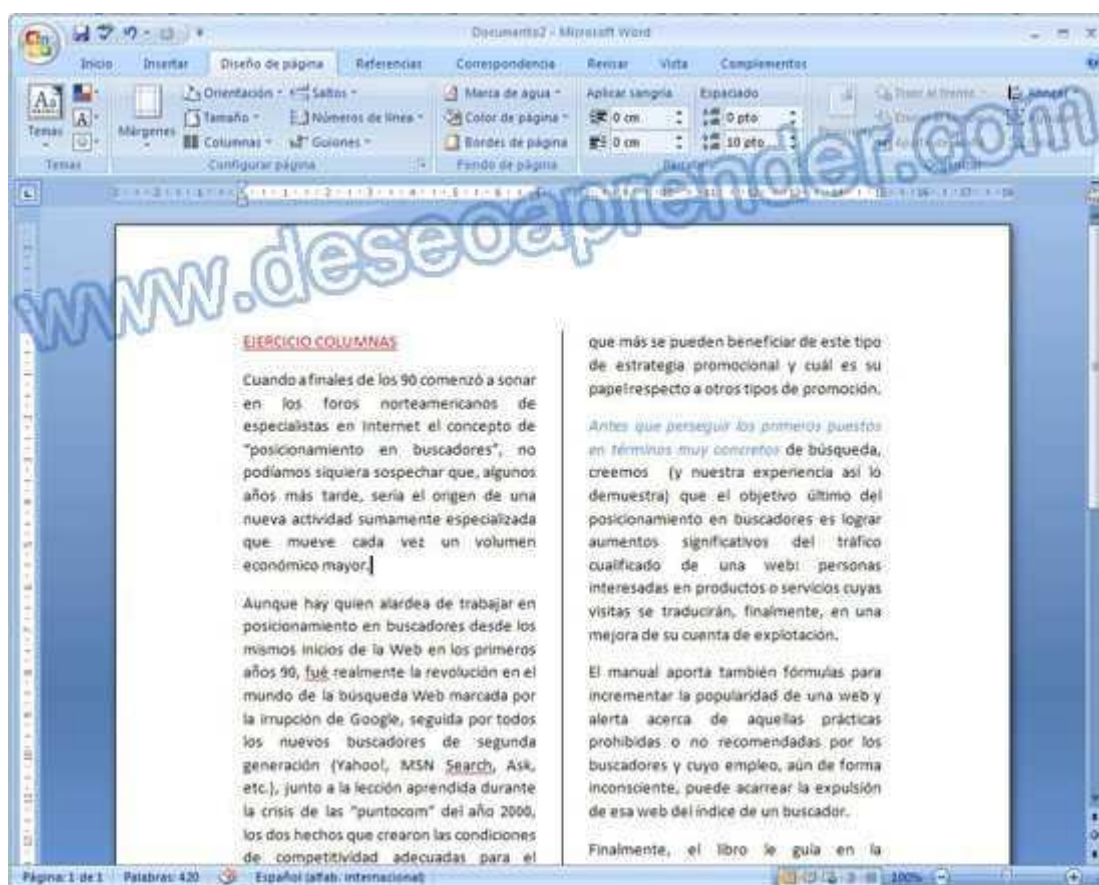 Documento2 - Microsoft Word
Inicio Insertar Diseño de página Referencias Correspondencia Revisar Vista Complementos
Orientación Saltos Marca de agua Aplicar sangría Espaciado
Temas Márgenes Tamaño Números de línea Color de página 0 cm 0 pto
Columnas Guiones Bordes de página 0 cm 10 pto
Temas Configurar página Fondo de página
www.deseoaprender.com
EJERCICIO COLUMNAS
Cuando a finales de los 90 comenzó a sonar
en los foros norteamericanos de
especialistas en Internet el concepto de
"posicionamiento en buscadores", no
podíamos siquiera sospechar que, algunos
años más tarde, sería el origen de una
nueva actividad sumamente especializada
que mueve cada vez un volumen
económico mayor.
Aunque hay quien alardea de trabajar en
posicionamiento en buscadores desde los
mismos inicios de la Web en los primeros
años 90, fué realmente la revolución en el
mundo de la búsqueda Web marcada por
la irrupción de Google, seguida por todos
los nuevos buscadores de segunda
generación (Yahoo!, MSN Search, Ask,
etc.), junto a la lección aprendida durante
la crisis de las "puntocom" del año 2000,
los dos hechos que crearon las condiciones
de competitividad adecuadas para el
que más se pueden beneficiar de este tipo
de estrategia promocional y cuál es su
papel respecto a otros tipos de promoción.
Antes que perseguir los primeros puestos
en términos muy concretos de búsqueda,
creemos (y nuestra experiencia así lo
demuestra) que el objetivo último del
posicionamiento en buscadores es lograr
aumentos significativos del tráfico
cualificado de una web: personas
interesadas en productos o servicios cuyas
visitas se traducirán, finalmente, en una
mejora de su cuenta de explotación.
El manual aporta también fórmulas para
incrementar la popularidad de una web y
alerta acerca de aquellas prácticas
prohibidas o no recomendadas por los
buscadores y cuyo empleo, aún de forma
inconsciente, puede acarrear la expulsión
de esa web del índice de un buscador.
Finalmente, el libro le guía en la
Página: 1 de 1 Palabras: 420 Español (alfab. internacional) 100%